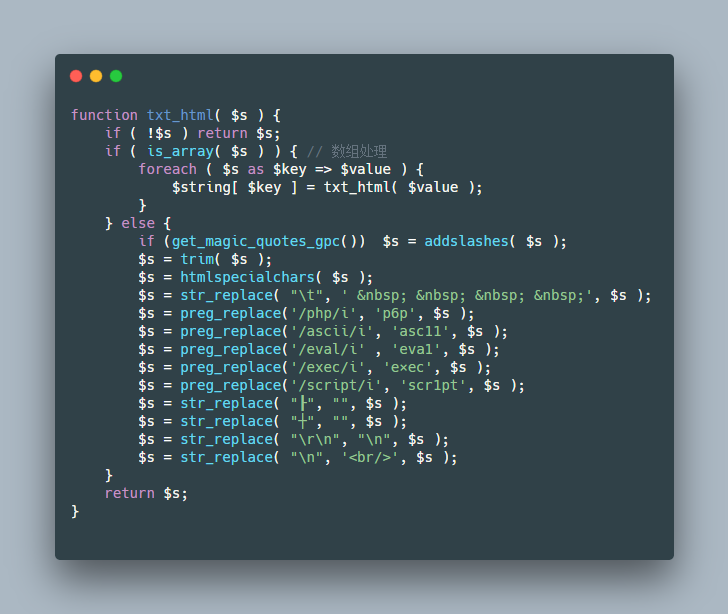 function txt_html( $s ) {
    if ( !$s ) return $s;
    if ( is_array( $s ) ) { // 数组处理
        foreach ( $s as $key => $value ) {
            $string[ $key ] = txt_html( $value );
        }
    } else {
        if (get_magic_quotes_gpc())  $s = addslashes( $s );
        $s = trim( $s );
        $s = htmlspecialchars( $s );
        $s = str_replace( "\t", ' &nbsp; &nbsp; &nbsp; &nbsp;', $s );
        $s = preg_replace('/php/i', 'p6p', $s );
        $s = preg_replace('/ascii/i', 'asc11', $s );
        $s = preg_replace('/eval/i' , 'eva1', $s );
        $s = preg_replace('/exec/i', 'e×ec', $s );
        $s = preg_replace('/script/i', 'scr1pt', $s );
        $s = str_replace( "┠", "", $s );
        $s = str_replace( "┼", "", $s );
        $s = str_replace( "\r\n", "\n", $s );
        $s = str_replace( "\n", '<br/>', $s );
    }
    return $s;
}